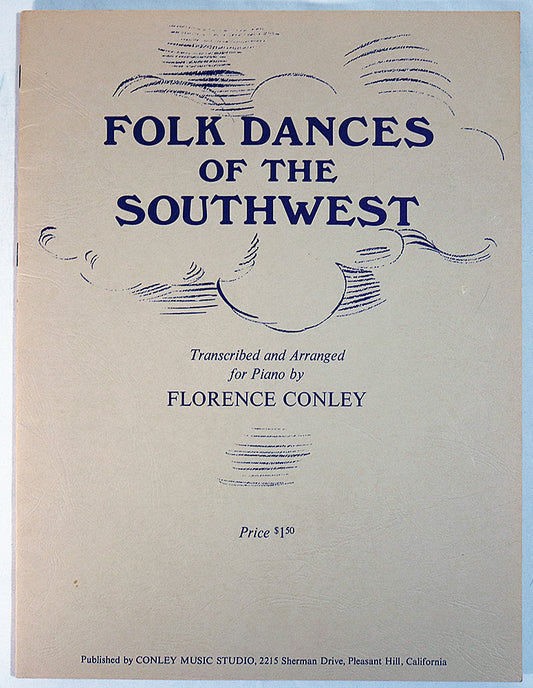 FOLK DANCES
OF THE
SOUTHWEST
Transcribed and Arranged
for Piano by
FLORENCE CONLEY
Price $1.50
Published by CONLEY MUSIC STUDIO, 2215 Sherman Drive, Pleasant Hill, California